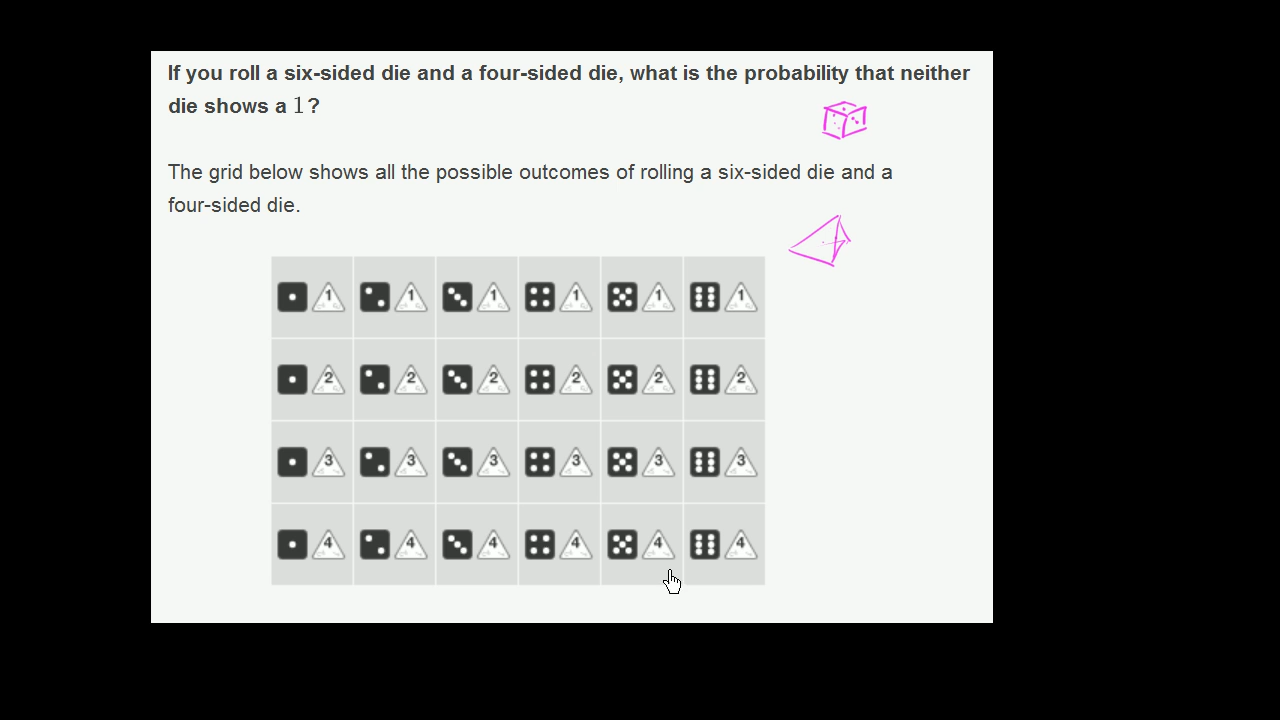 If you roll a six-sided die and a four-sided die, what is the probability that neither
die shows a 1?
The grid below shows all the possible outcomes of rolling a six-sided die and a
four-sided die.
1 1 1 1 1 1
2 2 2 2 2 2
3 3 3 3 3 3
4 4 4 4 4 4